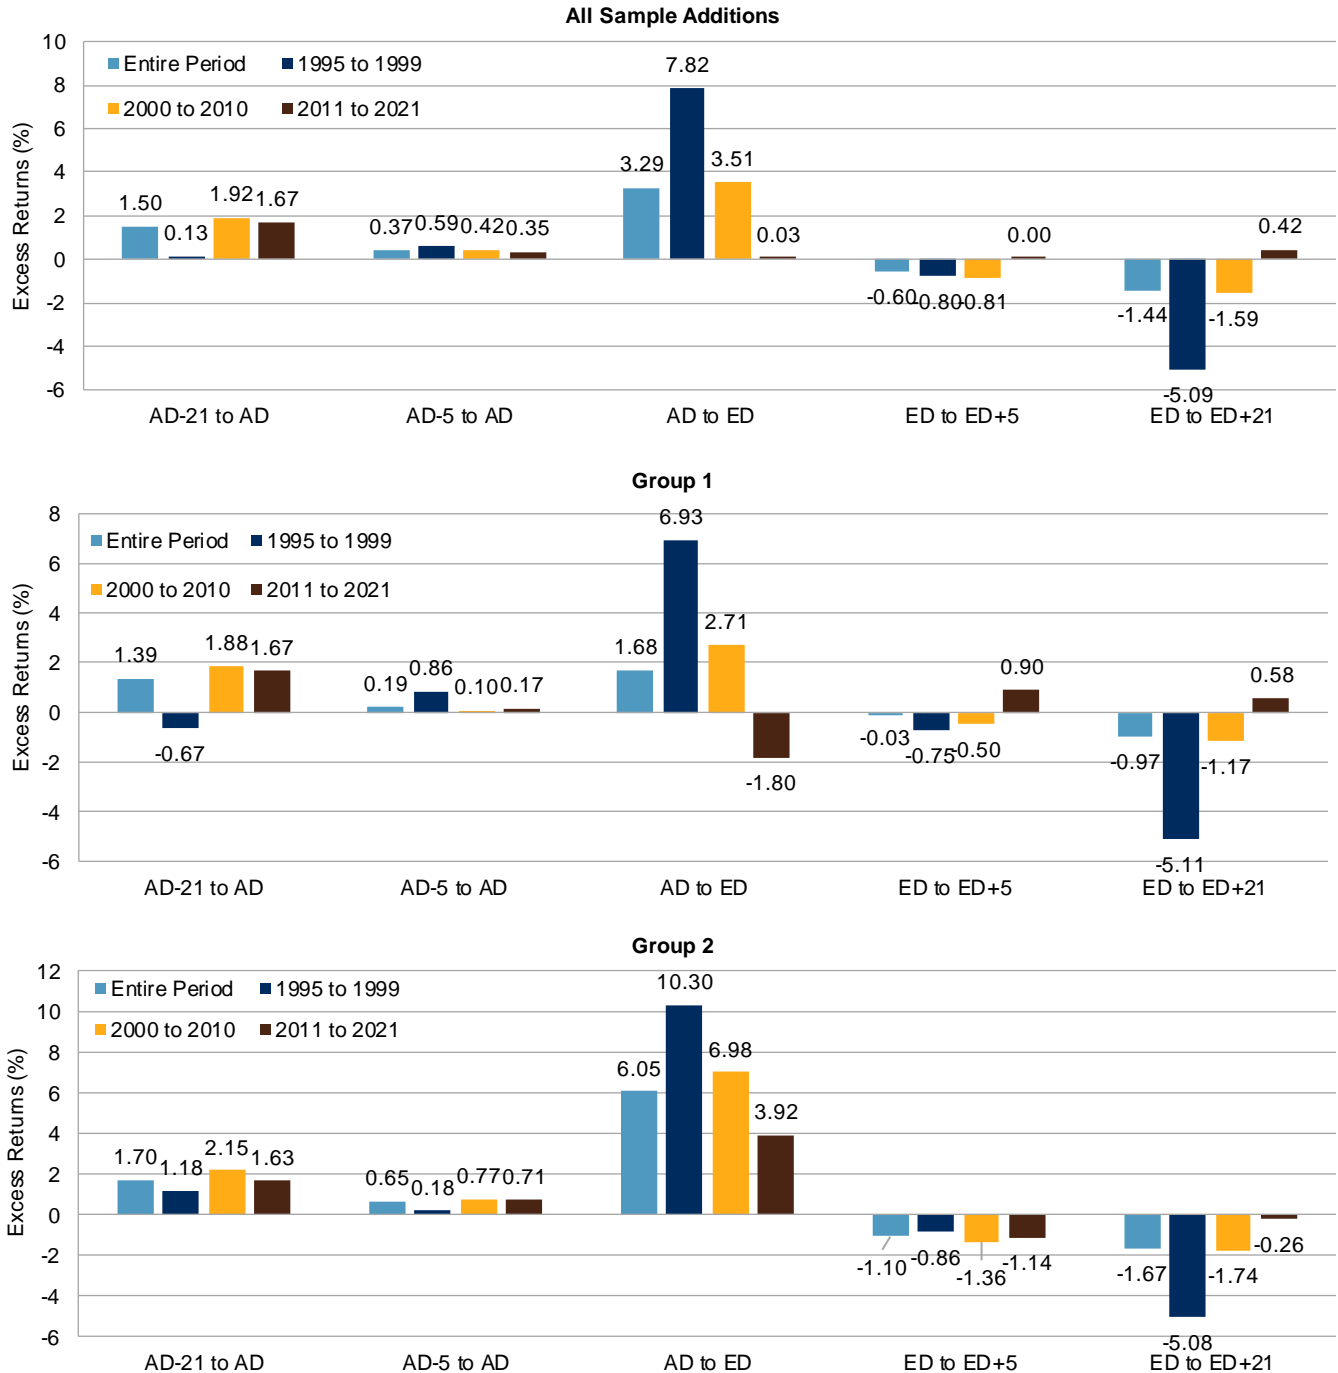 All Sample Additions
Excess Returns (%)
10
8
6
4
2
0
-2
-4
-6
Entire Period 1995 to 1999
2000 to 2010 2011 to 2021
1.50 0.13 1.92 1.67
0.37 0.59 0.42 0.35
3.29 7.82 3.51 0.03
-0.60 -0.80 -0.81 0.00
-1.44 -5.09 -1.59 0.42
AD-21 to AD AD-5 to AD AD to ED ED to ED+5 ED to ED+21
Group 1
Excess Returns (%)
8
6
4
2
0
-2
-4
-6
Entire Period 1995 to 1999
2000 to 2010 2011 to 2021
1.39 -0.67 1.88 1.67
0.19 0.86 0.10 0.17
1.68 6.93 2.71 -1.80
-0.03 -0.75 -0.50 0.90
-0.97 -5.11 -1.17 0.58
AD-21 to AD AD-5 to AD AD to ED ED to ED+5 ED to ED+21
Group 2
Excess Returns (%)
12
10
8
6
4
2
0
-2
-4
-6
Entire Period 1995 to 1999
2000 to 2010 2011 to 2021
1.70 1.18 2.15 1.63
0.65 0.18 0.77 0.71
6.05 10.30 6.98 3.92
-1.10 -0.86 -1.36 -1.14
-1.67 -5.08 -1.74 -0.26
AD-21 to AD AD-5 to AD AD to ED ED to ED+5 ED to ED+21